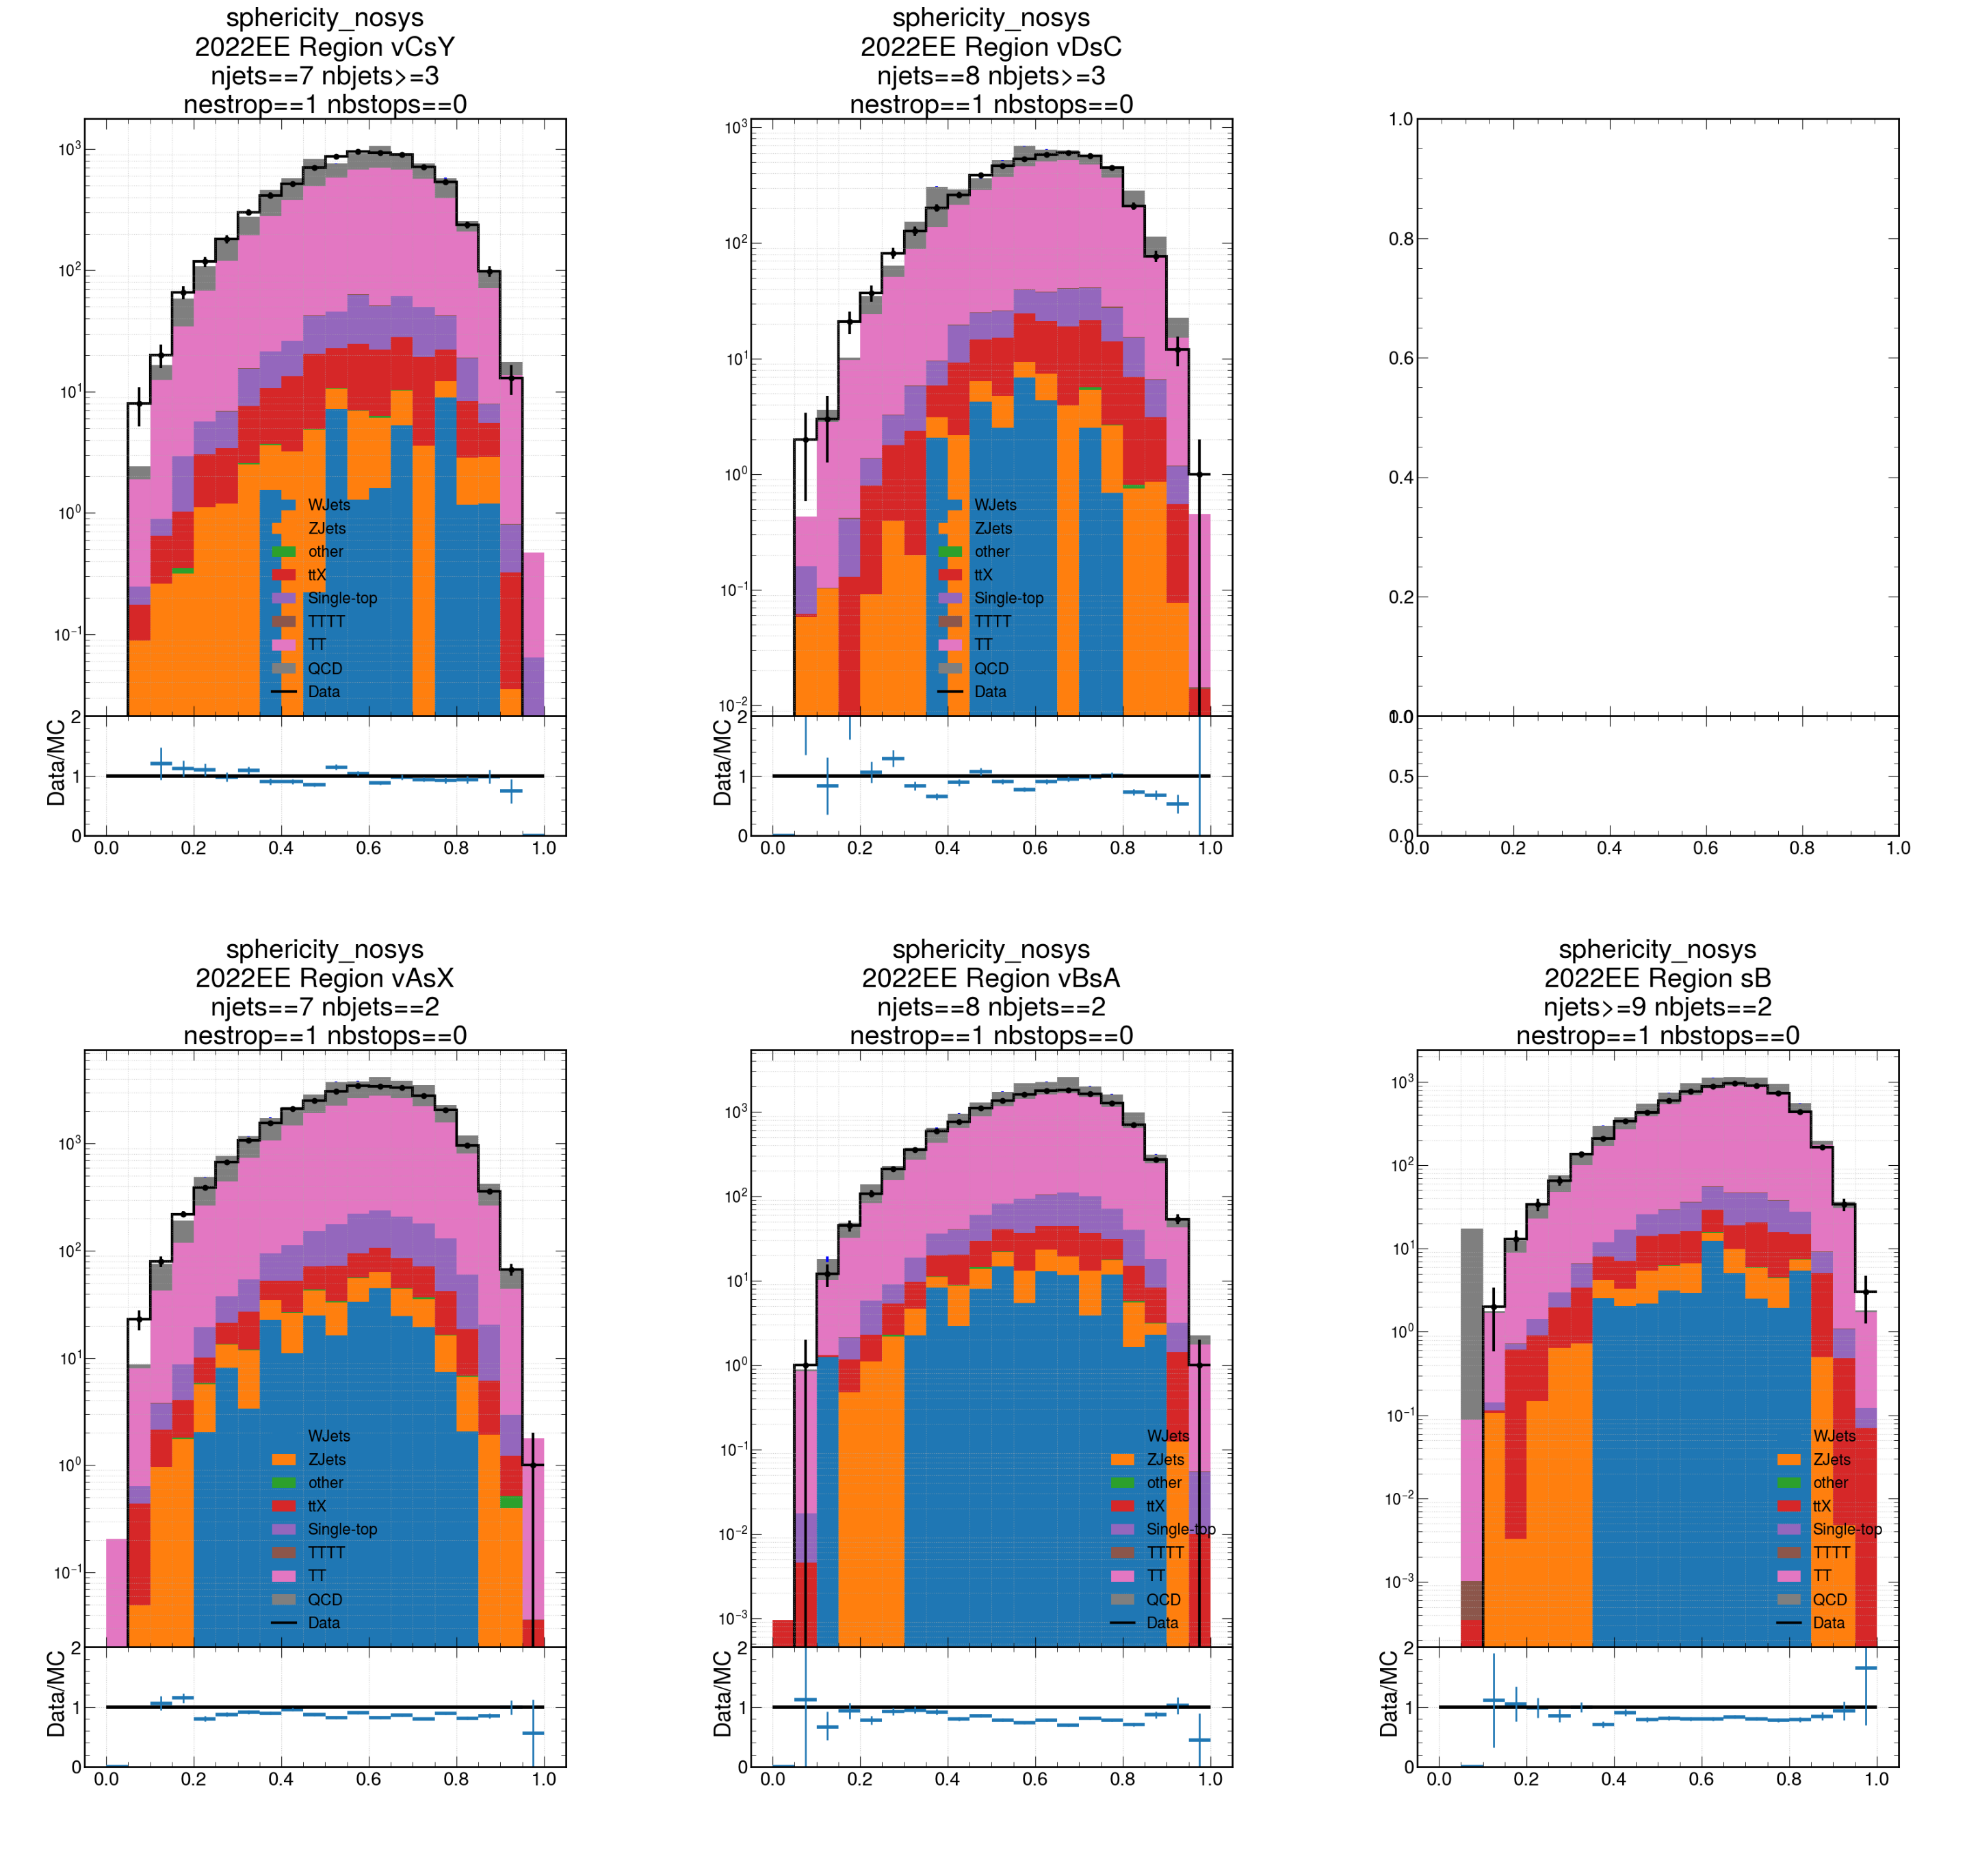 sphericity_nosys
2022EE Region vCsY
njets==7 nbjets>=3
nestrop==1 nbstops==0
10³
10²
10¹
10⁰
10⁻¹
WJets
ZJets
other
ttX
Single-top
TTTT
TT
QCD
Data
Data/MC
2
1
0
0.0 0.2 0.4 0.6 0.8 1.0
sphericity_nosys
2022EE Region vDsC
njets==8 nbjets>=3
nestrop==1 nbstops==0
10³
10²
10¹
10⁰
10⁻¹
10⁻²
WJets
ZJets
other
ttX
Single-top
TTTT
TT
QCD
Data
Data/MC
2
1
0
0.0 0.2 0.4 0.6 0.8 1.0
1.0
0.8
0.6
0.4
0.2
0.0
1.0
0.5
0.0
0.0 0.2 0.4 0.6 0.8 1.0
sphericity_nosys
2022EE Region vAsX
njets==7 nbjets==2
nestrop==1 nbstops==0
10³
10²
10¹
10⁰
10⁻¹
WJets
ZJets
other
ttX
Single-top
TTTT
TT
QCD
Data
Data/MC
2
1
0
0.0 0.2 0.4 0.6 0.8 1.0
sphericity_nosys
2022EE Region vBsA
njets==8 nbjets==2
nestrop==1 nbstops==0
10³
10²
10¹
10⁰
10⁻¹
10⁻²
10⁻³
WJets
ZJets
other
ttX
Single-top
TTTT
TT
QCD
Data
Data/MC
2
1
0
0.0 0.2 0.4 0.6 0.8 1.0
sphericity_nosys
2022EE Region sB
njets>=9 nbjets==2
nestrop==1 nbstops==0
10³
10²
10¹
10⁰
10⁻¹
10⁻²
10⁻³
WJets
ZJets
other
ttX
Single-top
TTTT
TT
QCD
Data
Data/MC
2
1
0
0.0 0.2 0.4 0.6 0.8 1.0